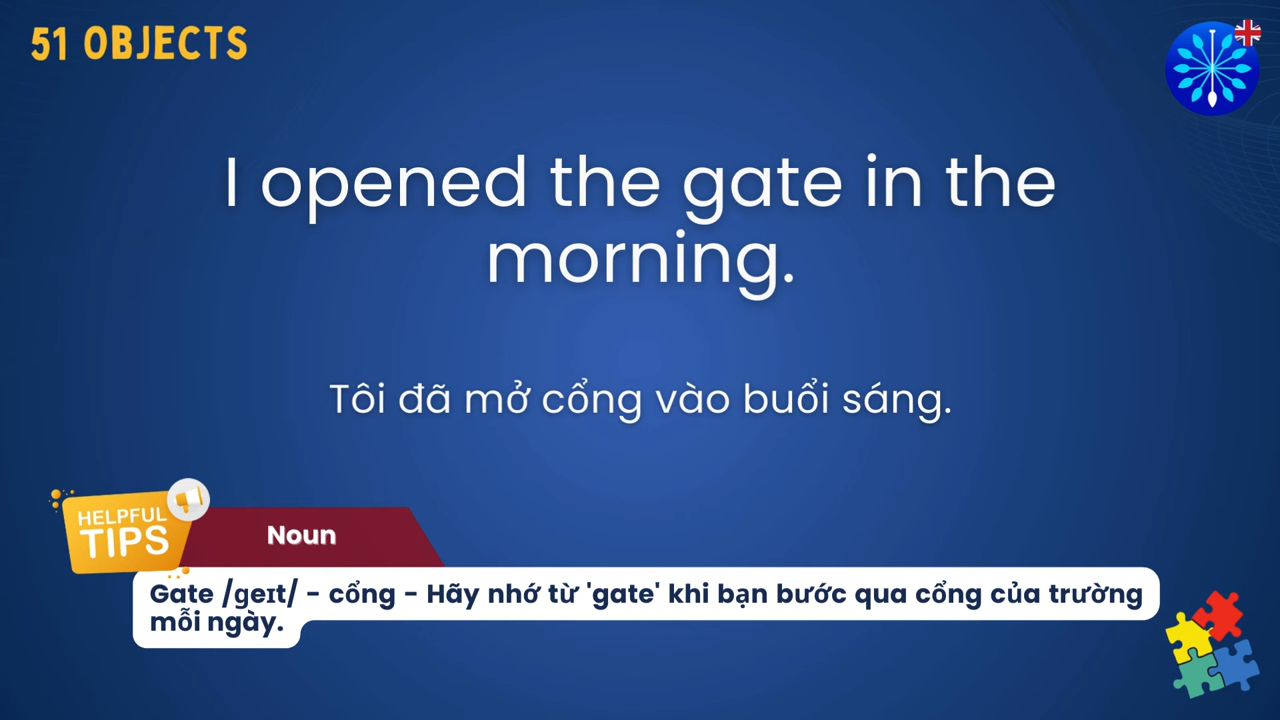 51 OBJECTS
I opened the gate in the
morning.
Tôi đã mở cổng vào buổi sáng.
HELPFUL
TIPS
Noun
Gate /ɡeɪt/ - cổng - Hãy nhớ từ 'gate' khi bạn bước qua cổng của trường
mỗi ngày.